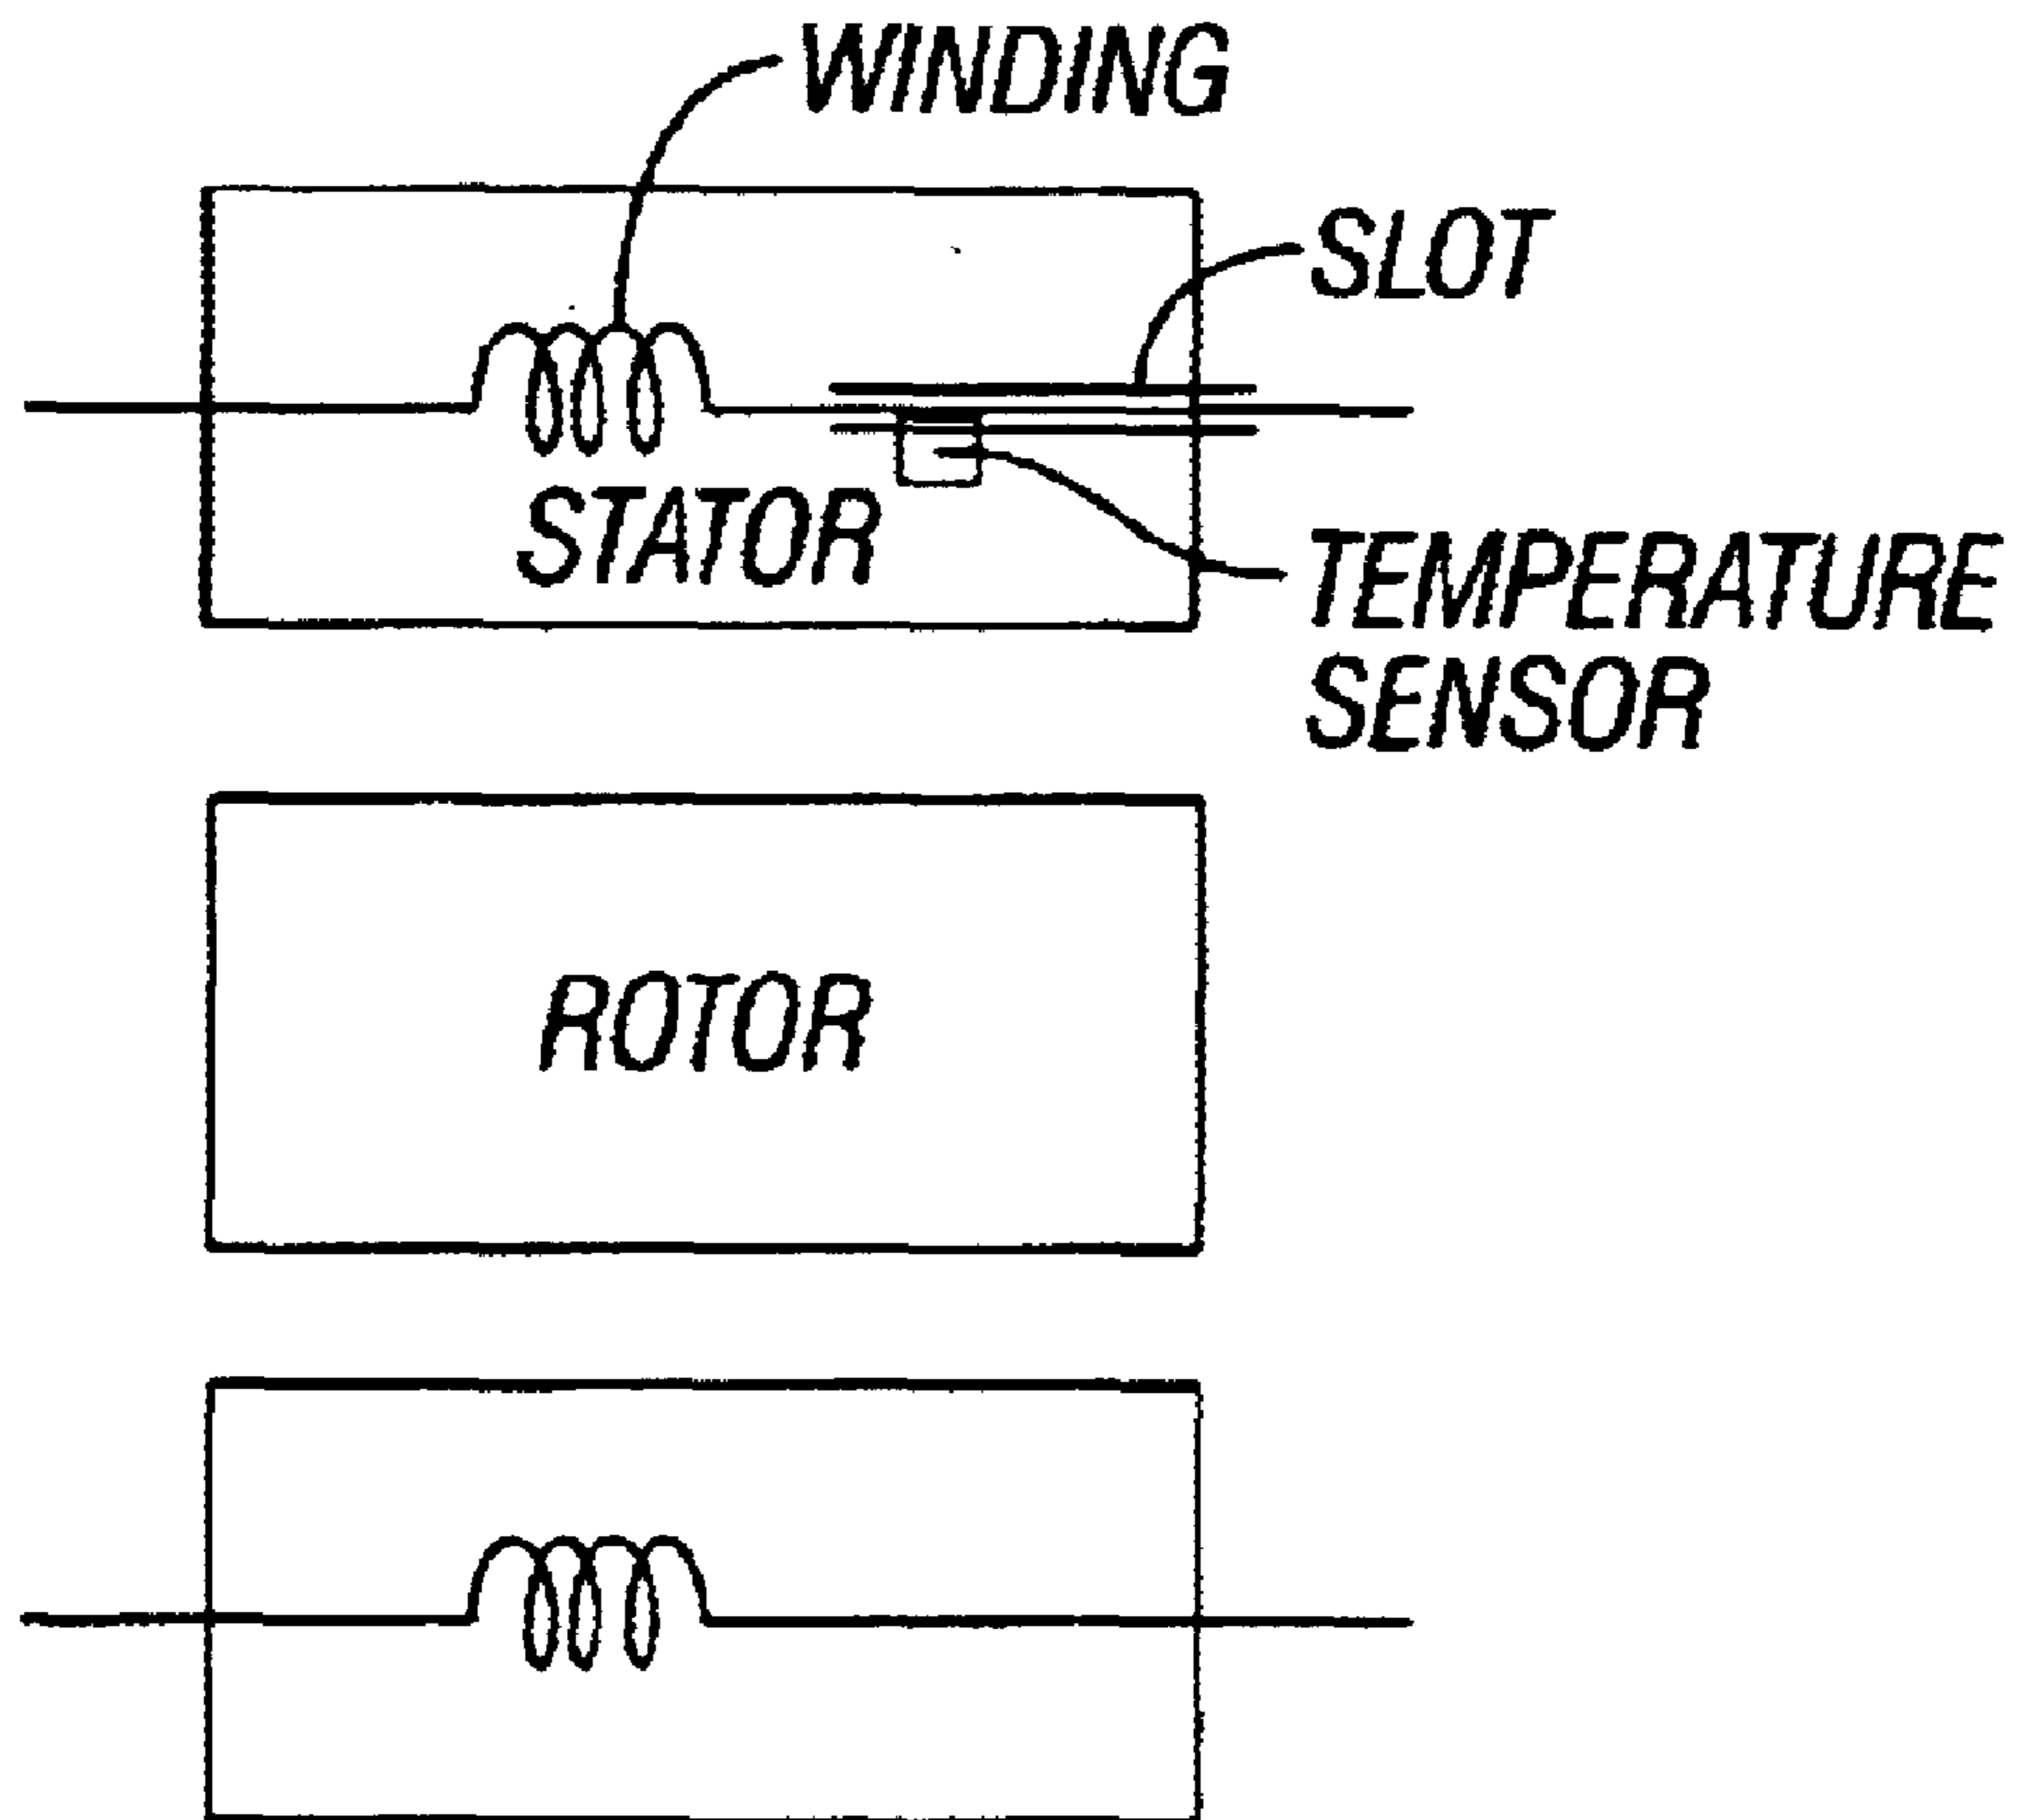 WINDING
SLOT
STATOR
TEMPERATURE
SENSOR
ROTOR